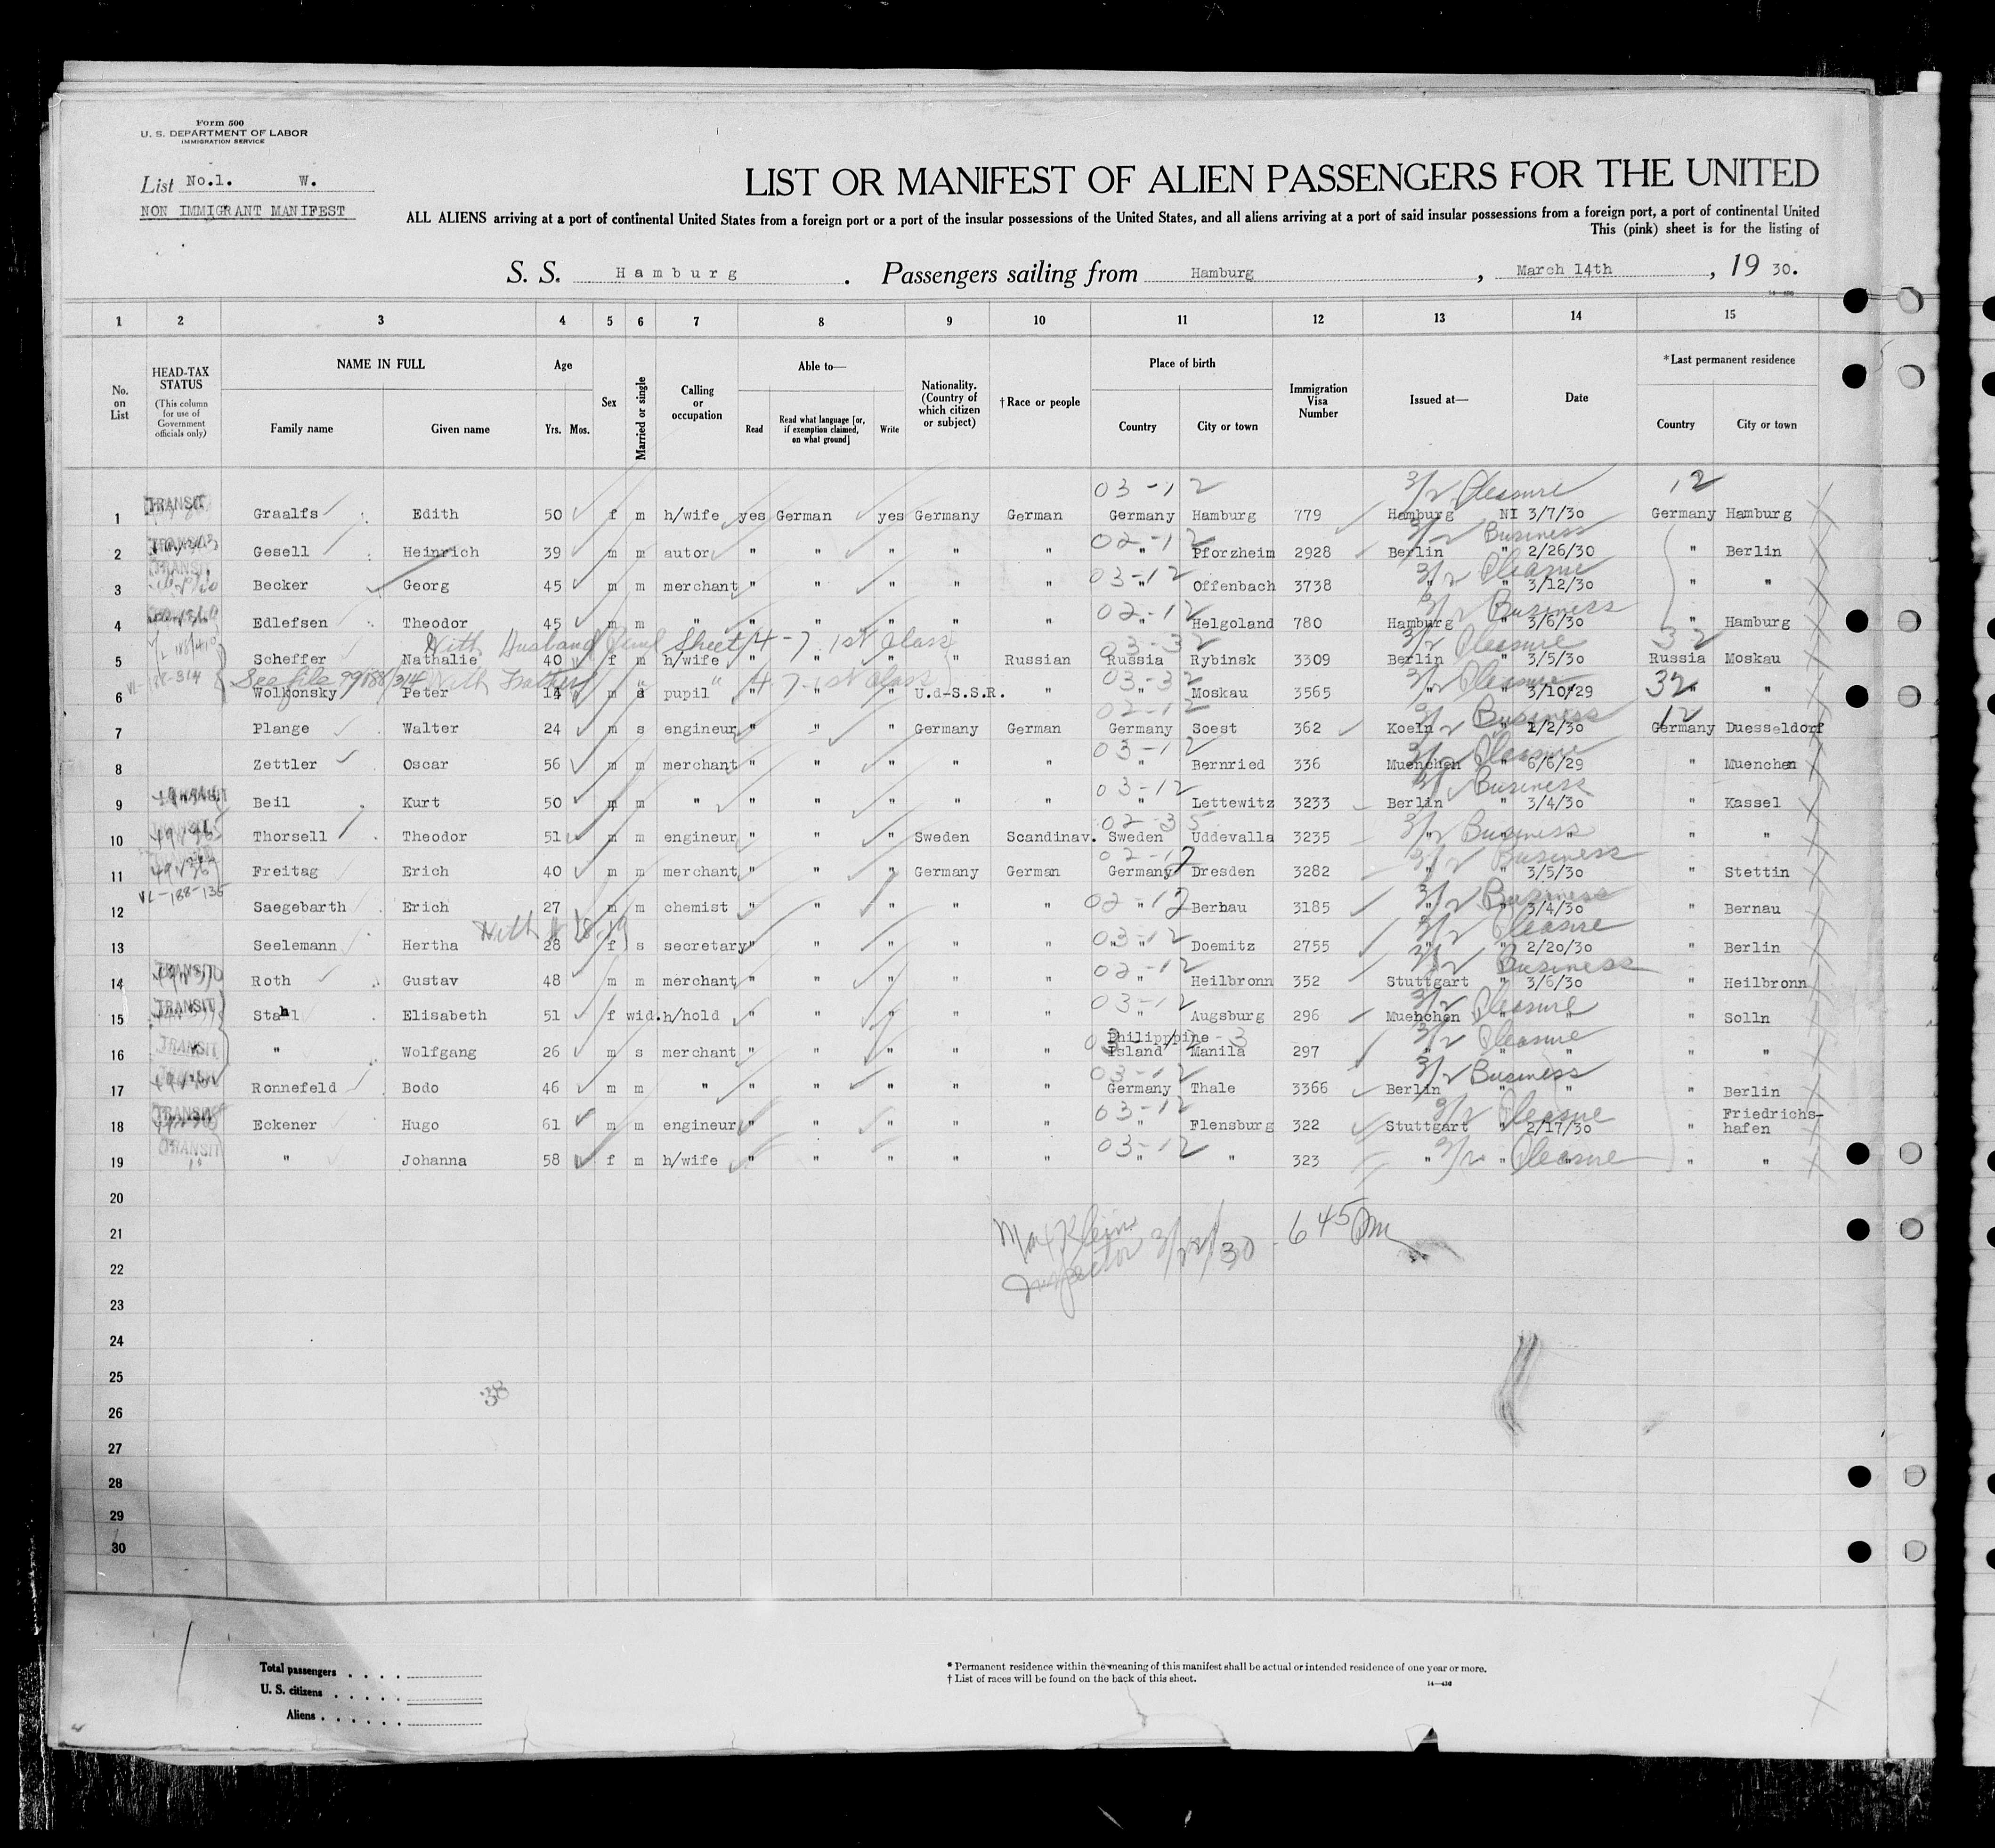 Form 500
U. S. DEPARTMENT OF LABOR
IMMIGRATION SERVICE
List No.1. W.
NON IMMIGRANT MANIFEST
LIST OR MANIFEST OF ALIEN PASSENGERS FOR THE UNITED
ALL ALIENS arriving at a port of continental United States from a foreign port or a port of the insular possessions of the United States, and all aliens arriving at a port of said insular possessions from a foreign port, a port of continental United
This (pink) sheet is for the listing of
S. S. Hamburg. Passengers sailing from Hamburg, March 14th, 19 30.
1 2 3 4 5 6 7 8 9 10 11 12 13 14 15
No. on List
HEAD-TAX STATUS (This column for use of Government officials only)
NAME IN FULL Family name Given name
Age Yrs. Mos.
Sex
Married or single
Calling or occupation
Able to— Read Read what language [or, if exemption claimed, on what ground] Write
Nationality. (Country of which citizen or subject)
†Race or people
Place of birth Country City or town
Immigration Visa Number
Issued at—
Date
*Last permanent residence Country City or town
03-12 3/2 Pleasure 12
1 TRANSIT Graalfs Edith 50 f m h/wife yes German yes Germany German Germany Hamburg 779 Hamburg NI 3/7/30 Germany Hamburg
02-12 3/2 Business
2 Gesell Heinrich 39 m m autor " " " " " " Pforzheim 2928 Berlin " 2/26/30 " Berlin
03-12 3/2 Pleasure
3 TRANSIT Becker Georg 45 m m merchant " " " " " " Offenbach 3738 " " 3/12/30 " "
02-12 3/2 Business
4 Edlefsen Theodor 45 m m " " " " " " " Helgoland 780 Hamburg " 3/6/30 " Hamburg
With Husband Sheet 4-7 1st Class 03-32 3/2 Pleasure 32
5 Scheffer Nathalie 40 f m h/wife " " " " Russian Russia Rybinsk 3309 Berlin " 3/5/30 Russia Moskau
See file 99188/314 With Father " " 4-7-1st Class 03-32 3/2 Pleasure 32
6 Wolkonsky Peter 14 " pupil " " " U.d-S.S.R. " " Moskau 3565 " " 3/10/29 " "
02-12 3/2 Business 12
7 Plange Walter 24 m s engineur " " " Germany German Germany Soest 362 Koeln " 1/2/30 Germany Duesseldorf
03-12 Pleasure
8 Zettler Oscar 56 m m merchant " " " " " " Bernried 336 Muenchen " 6/6/29 " Muenchen
03-12 3/2 Business
9 Beil Kurt 50 m m " " " " " " " Lettewitz 3233 Berlin " 3/4/30 " Kassel
02-35 3/2 Business
10 Thorsell Theodor 51 m m engineur " " " Sweden Scandinav. Sweden Uddevalla 3235 " " " " "
02-12 3/2 Business
11 Freitag Erich 40 m m merchant " " " Germany German Germany Dresden 3282 " " 3/5/30 " Stettin
VL-188-135 02-12 3/2 Business
12 Saegebarth Erich 27 m m chemist " " " " " " Bernau 3185 " " 3/4/30 " Bernau
03-12 3/2 Pleasure
13 Seelemann Hertha 28 f s secretary " " " " " " Doemitz 2755 " " 2/20/30 " Berlin
02-12 3/2 Business
14 TRANSIT Roth Gustav 48 m m merchant " " " " " " Heilbronn 352 Stuttgart " 3/6/30 " Heilbronn
03-12 3/2 Pleasure
15 TRANSIT Stahl Elisabeth 51 f wid. h/hold " " " " " " Augsburg 296 Muenchen " " " Solln
3/2 Pleasure
16 TRANSIT " Wolfgang 26 m s merchant " " " " " Philippine Island Manila 297 " " " " "
03-12 3/2 Business
17 Ronnefeld Bodo 46 m m " " " " " " Germany Thale 3366 Berlin " " " Berlin
03-12 3/2 Pleasure
18 TRANSIT Eckener Hugo 61 m m engineur " " " " " " Flensburg 322 Stuttgart " 2/17/30 " Friedrichs-hafen
03-12 3/2 Pleasure
19 TRANSIT " Johanna 58 f m h/wife " " " " " " " 323 " " " " "
20
21 Max Klein
22 Inspector 3/22/30 6 45 Pm
23
24
25
26 38
27
28
29
30
Total passengers . . . .
U. S. citizens . . . . .
Aliens . . . . . .
* Permanent residence within the meaning of this manifest shall be actual or intended residence of one year or more.
† List of races will be found on the back of this sheet.
14—430